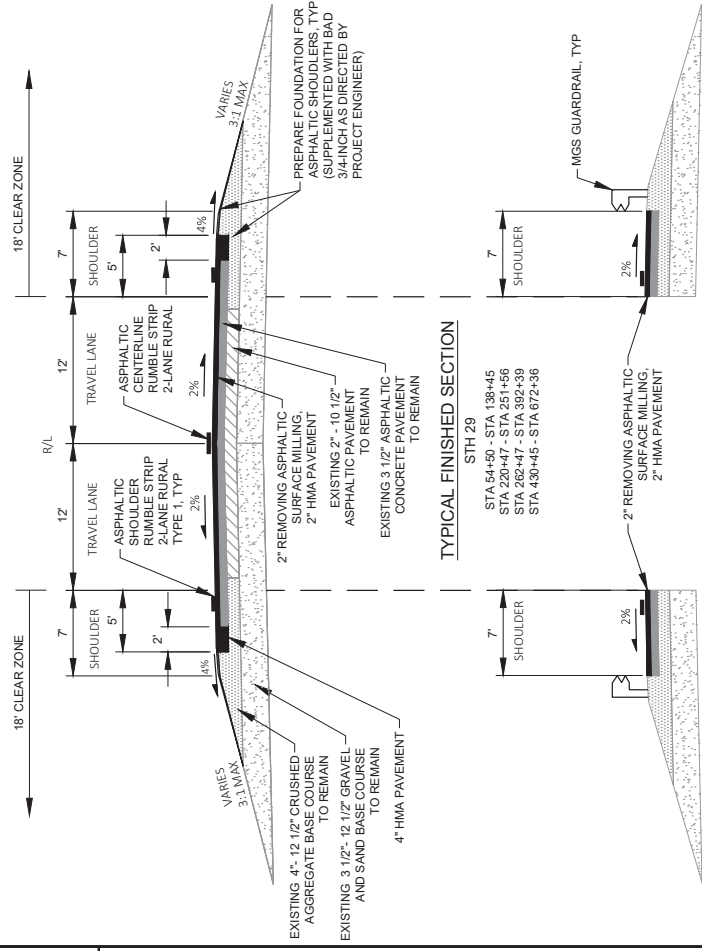 18' CLEAR ZONE
18' CLEAR ZONE
R/L
7'
12'
12'
7'
SHOULDER
TRAVEL LANE
TRAVEL LANE
SHOULDER
5'
5'
2'
2'
ASPHALTIC
SHOULDER
RUMBLE STRIP
2-LANE RURAL
TYPE 1, TYP
ASPHALTIC
CENTERLINE
RUMBLE STRIP
2-LANE RURAL
VARIES
3:1 MAX
4%
2%
2%
4%
VARIES
3:1 MAX
EXISTING 4"- 12 1/2" CRUSHED
AGGREGATE BASE COURSE
TO REMAIN
EXISTING 3 1/2"- 12 1/2" GRAVEL
AND SAND BASE COURSE
TO REMAIN
4" HMA PAVEMENT
2" REMOVING ASPHALTIC
SURFACE MILLING,
2" HMA PAVEMENT
EXISTING 2" - 10 1/2"
ASPHALTIC PAVEMENT
TO REMAIN
EXISTING 3 1/2" ASPHALTIC
CONCRETE PAVEMENT
TO REMAIN
PREPARE FOUNDATION FOR
ASPHALTIC SHOUDLERS, TYP
(SUPPLEMENTED WITH BAD
3/4-INCH AS DIRECTED BY
PROJECT ENGINEER)
TYPICAL FINISHED SECTION
STH 29
STA 54+50 - STA 138+45
STA 220+47 - STA 251+56
STA 262+47 - STA 392+39
STA 430+45 - STA 672+36
7'
SHOULDER
2%
2" REMOVING ASPHALTIC
SURFACE MILLING,
2" HMA PAVEMENT
7'
SHOULDER
2%
MGS GUARDRAIL, TYP